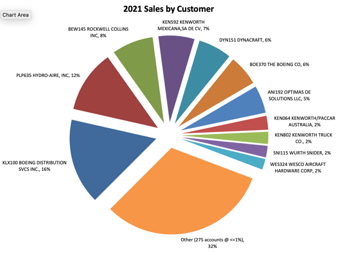 2021 Sales by Customer
Chart Area
KEN592 KENWORTH
MEXICANA,SA DE CV, 7%
BEW145 ROCKWELL COLLINS
INC, 8%
DYN151 DYNACRAFT, 6%
BOE370 THE BOEING CO, 6%
PLP635 HYDRO-AIRE, INC, 12%
ANI192 OPTIMAS OE
SOLUTIONS LLC, 5%
KEN064 KENWORTH/PACCAR
AUSTRALIA, 2%
KEN802 KENWORTH TRUCK
CO., 2%
SNI115 WURTH SNIDER, 2%
KLX100 BOEING DISTRIBUTION
SVCS INC., 16%
WES324 WESCO AIRCRAFT
HARDWARE CORP, 2%
Other (275 accounts @ <=1%),
32%